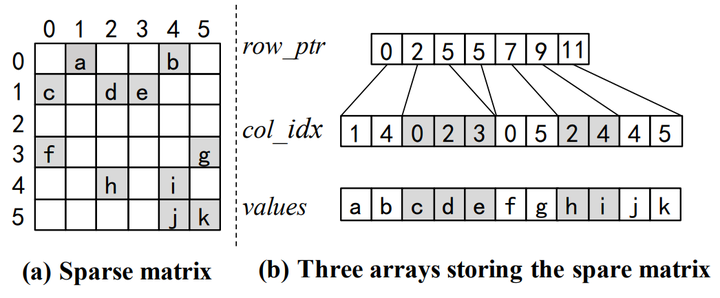 0 1 2 3 4 5
0 a b
1 c d e
2
3 f g
4 h i
5 j k
(a) Sparse matrix
row_ptr 0 2 5 5 7 9 11
col_idx 1 4 0 2 3 0 5 2 4 4 5
values a b c d e f g h i j k
(b) Three arrays storing the spare matrix